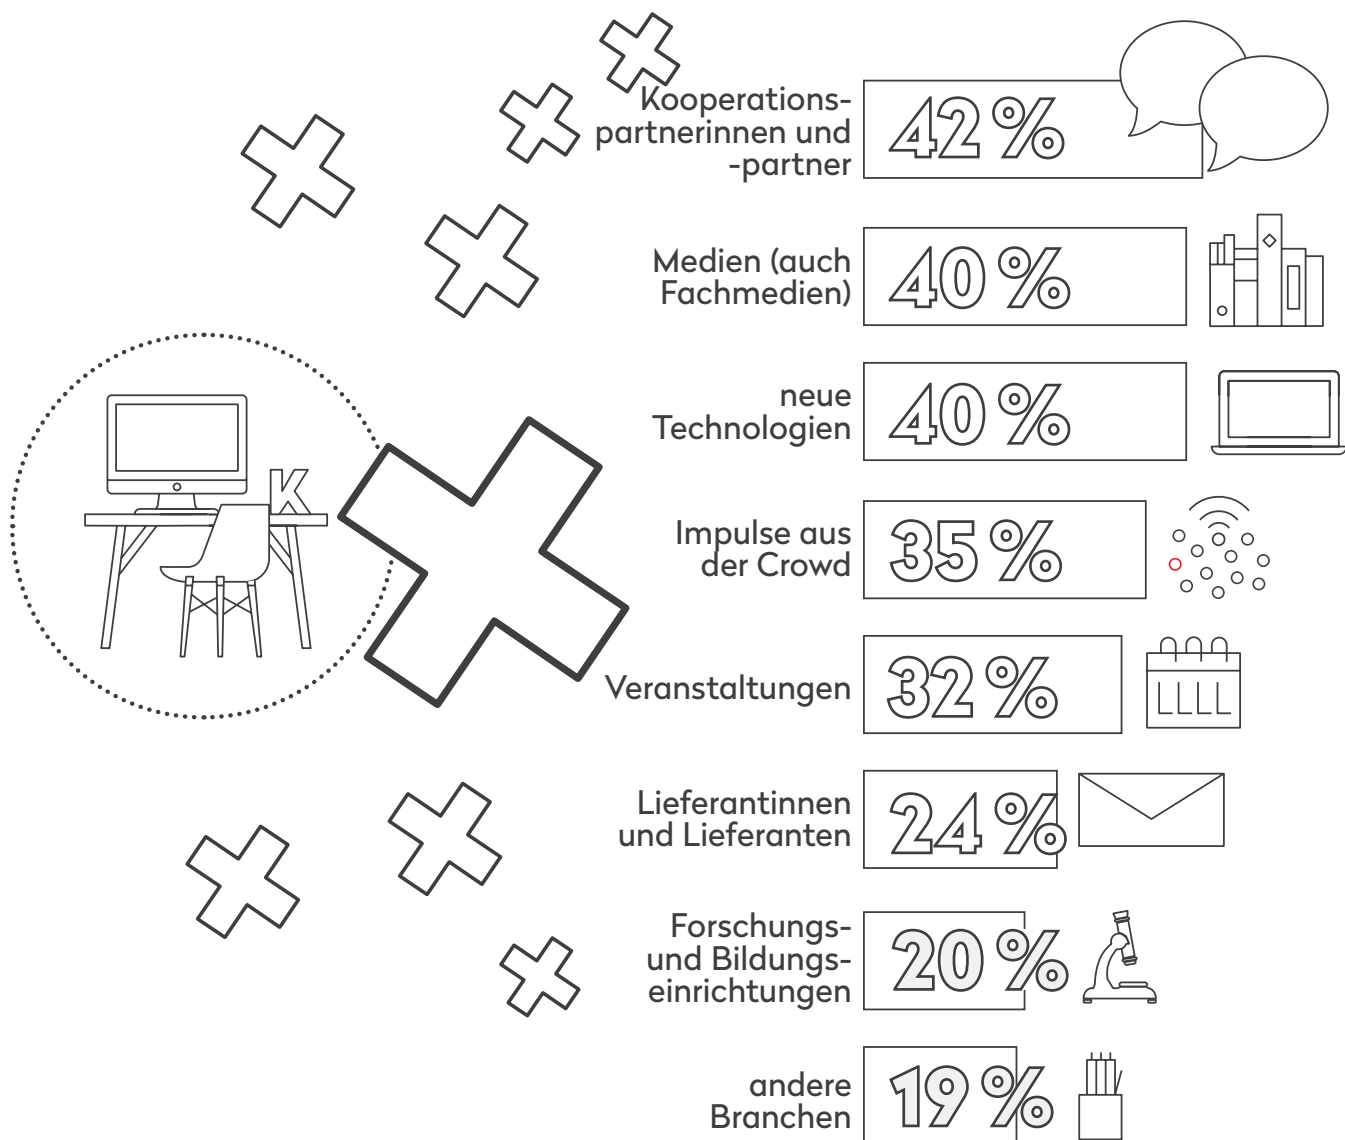 Kooperations-
partnerinnen und
-partner
42 %
Medien (auch
Fachmedien)
40 %
neue
Technologien
40 %
K
Impulse aus
der Crowd
35 %
Veranstaltungen
32 %
Lieferantinnen
und Lieferanten
24 %
Forschungs-
und Bildungs-
einrichtungen
20 %
andere
Branchen
19 %